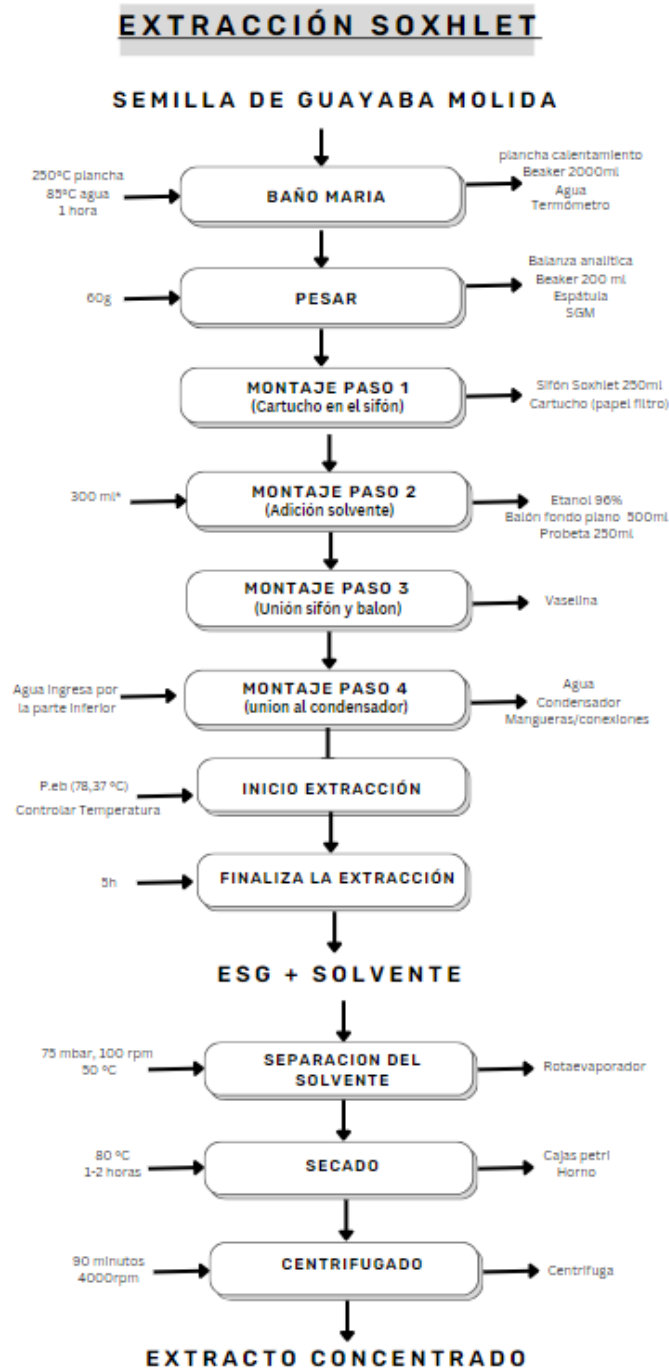 EXTRACCIÓN SOXHLET
SEMILLA DE GUAYABA MOLIDA
250ºC plancha
85ºC agua
1 hora
BAÑO MARIA
plancha calentamiento
Beaker 2000ml
Agua
Termómetro
60g
PESAR
Balanza analítica
Beaker 200 ml
Espátula
SGM
MONTAJE PASO 1
(Cartucho en el sifón)
Sifón Soxhlet 250ml
Cartucho (papel filtro)
300 ml*
MONTAJE PASO 2
(Adición solvente)
Etanol 96%
Balón fondo plano 500ml
Probeta 250ml
MONTAJE PASO 3
(Unión sifón y balon)
Vaselina
Agua ingresa por
la parte inferior
MONTAJE PASO 4
(union al condensador)
Agua
Condensador
Mangueras/conexiones
P.eb (78,37 ºC)
Controlar Temperatura
INICIO EXTRACCIÓN
5h
FINALIZA LA EXTRACCIÓN
ESG + SOLVENTE
75 mbar, 100 rpm
50 ºC
SEPARACION DEL
SOLVENTE
Rotaevaporador
80 ºC
1-2 horas
SECADO
Cajas petri
Horno
90 minutos
4000rpm
CENTRIFUGADO
Centrifuga
EXTRACTO CONCENTRADO